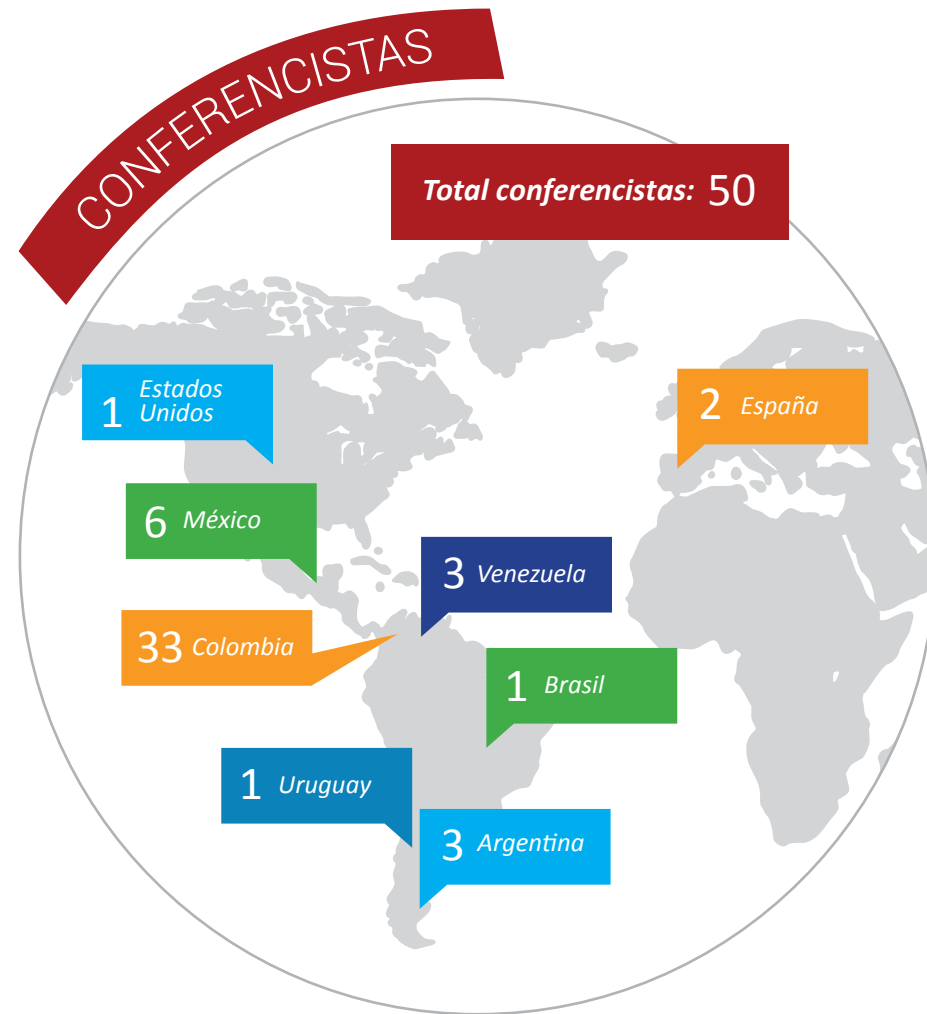 CONFERENCISTAS
Total conferencistas: 50
1 Estados
Unidos
2 España
6 México
3 Venezuela
33 Colombia
1 Brasil
1 Uruguay
3 Argentina